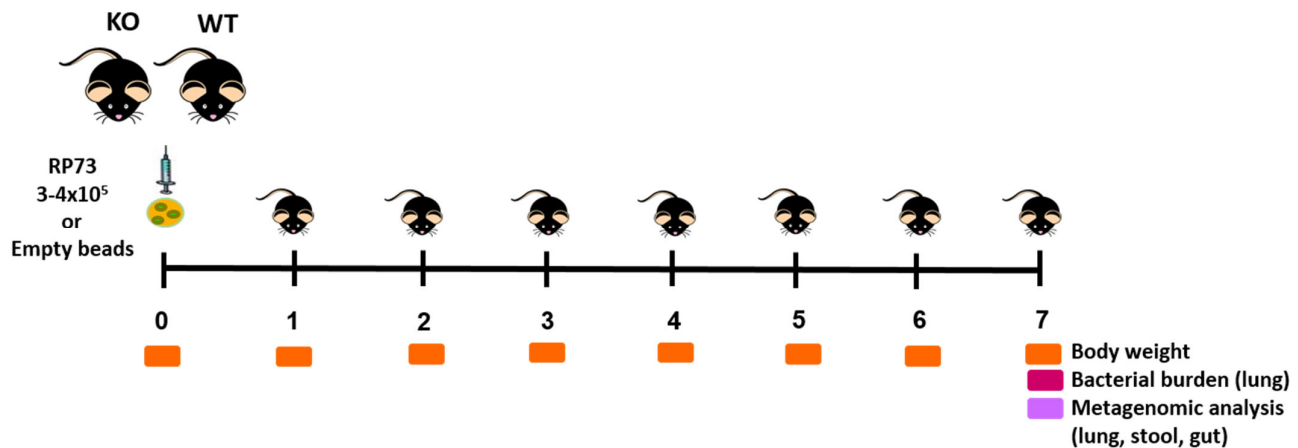 KO WT
RP73
3-4x10⁵
or
Empty beads
0 1 2 3 4 5 6 7
Body weight
Bacterial burden (lung)
Metagenomic analysis
(lung, stool, gut)